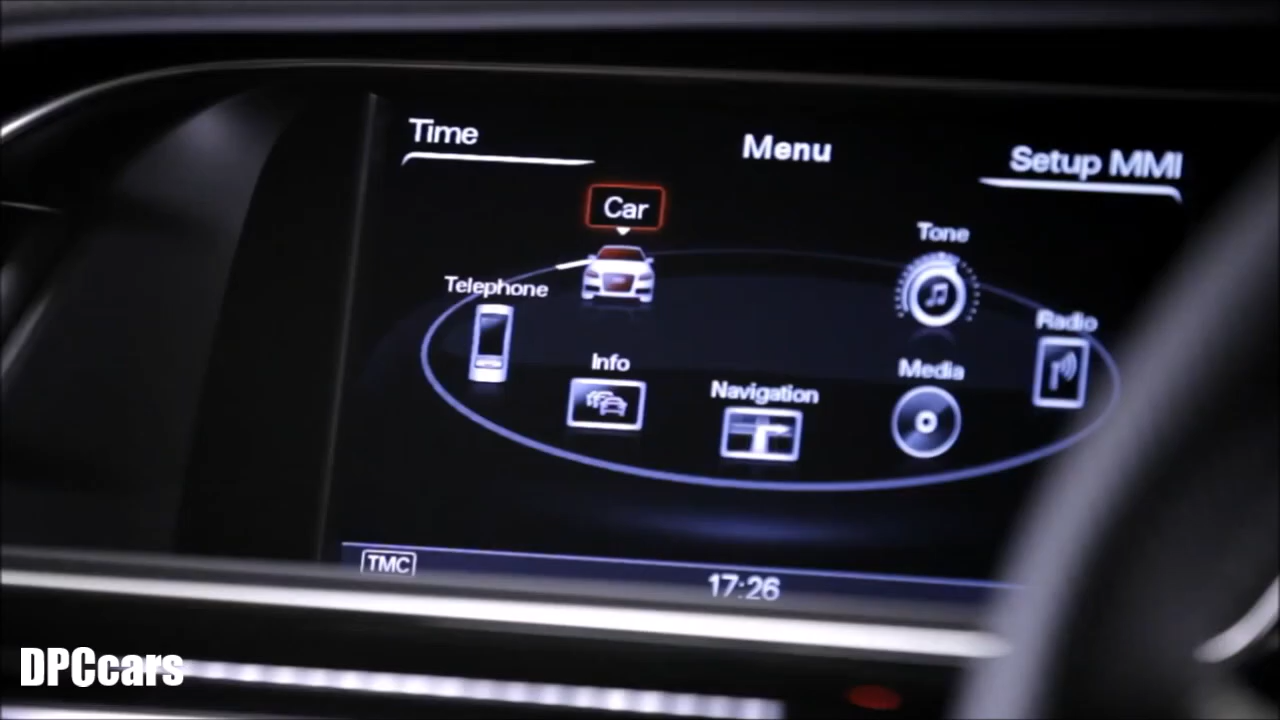 Time
Menu
Setup MMI
Car
Tone
Telephone
Radio
Info
Media
Navigation
TMC
17:26
DPCcars